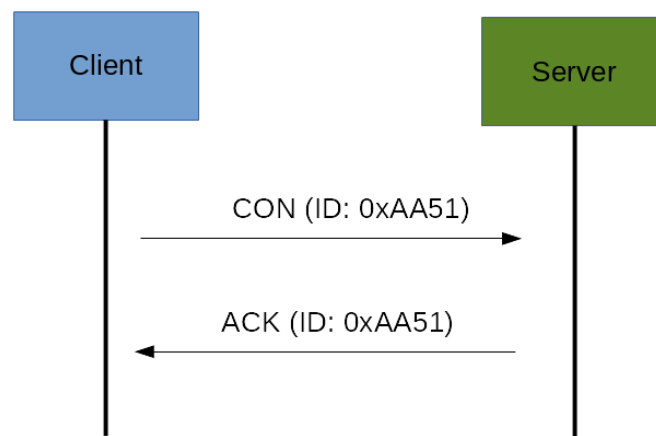 Client
Server
CON (ID: 0xAA51)
ACK (ID: 0xAA51)